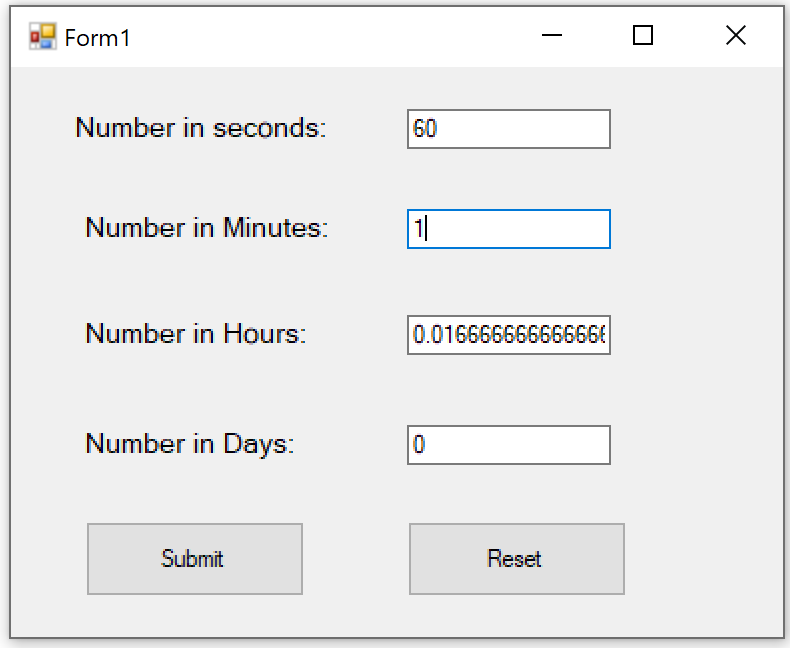 Form1
Number in seconds: 60
Number in Minutes: 1
Number in Hours: 0.016666666666666
Number in Days: 0
Submit Reset